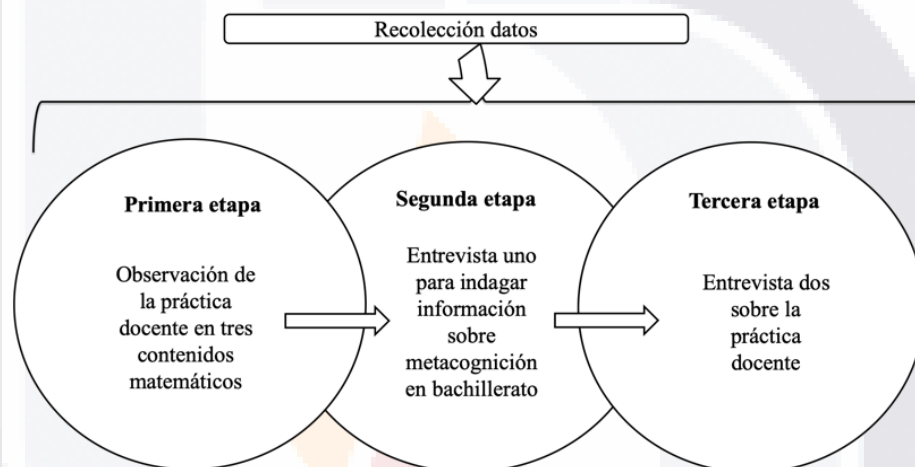 Recolección datos
Primera etapa
Observación de
la práctica
docente en tres
contenidos
matemáticos
Segunda etapa
Entrevista uno
para indagar
información
sobre
metacognición
en bachillerato
Tercera etapa
Entrevista dos
sobre la
práctica
docente